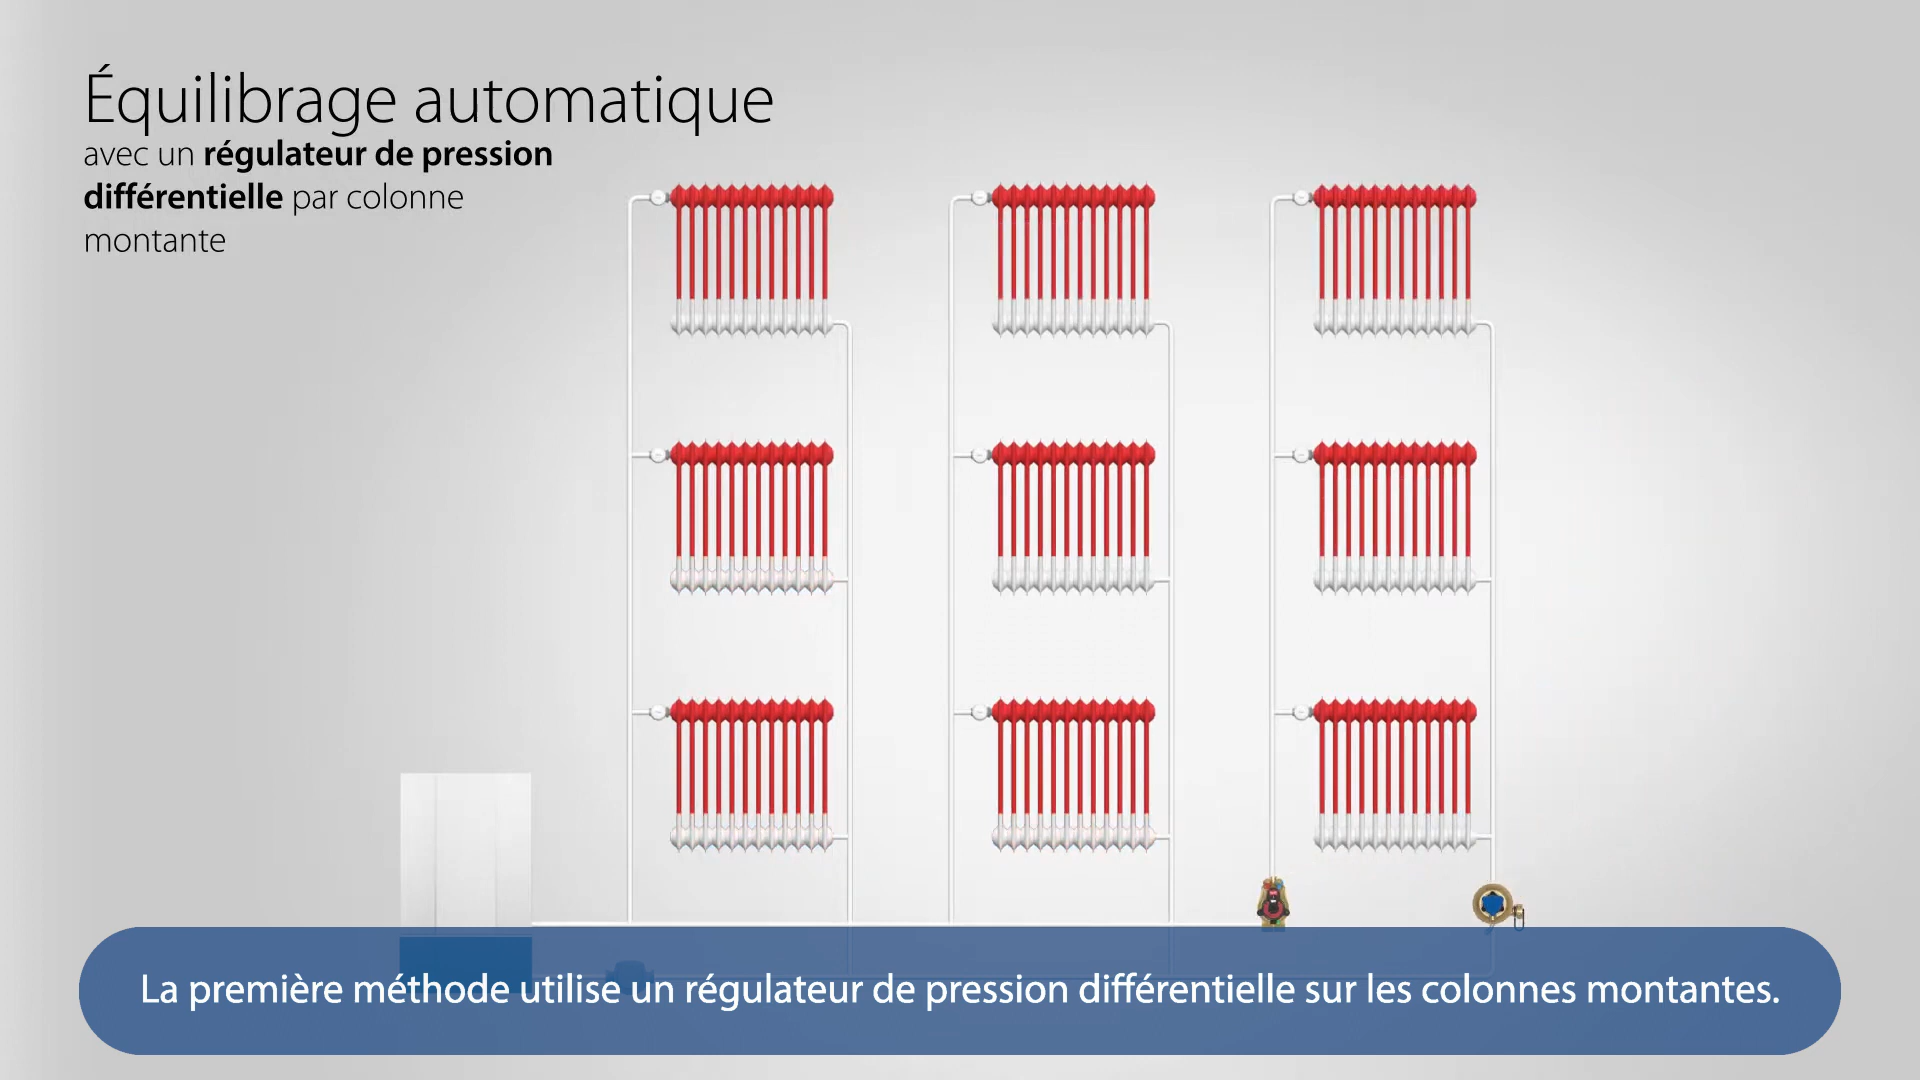 Équilibrage automatique
avec un régulateur de pression
différentielle par colonne
montante
La première méthode utilise un régulateur de pression différentielle sur les colonnes montantes.